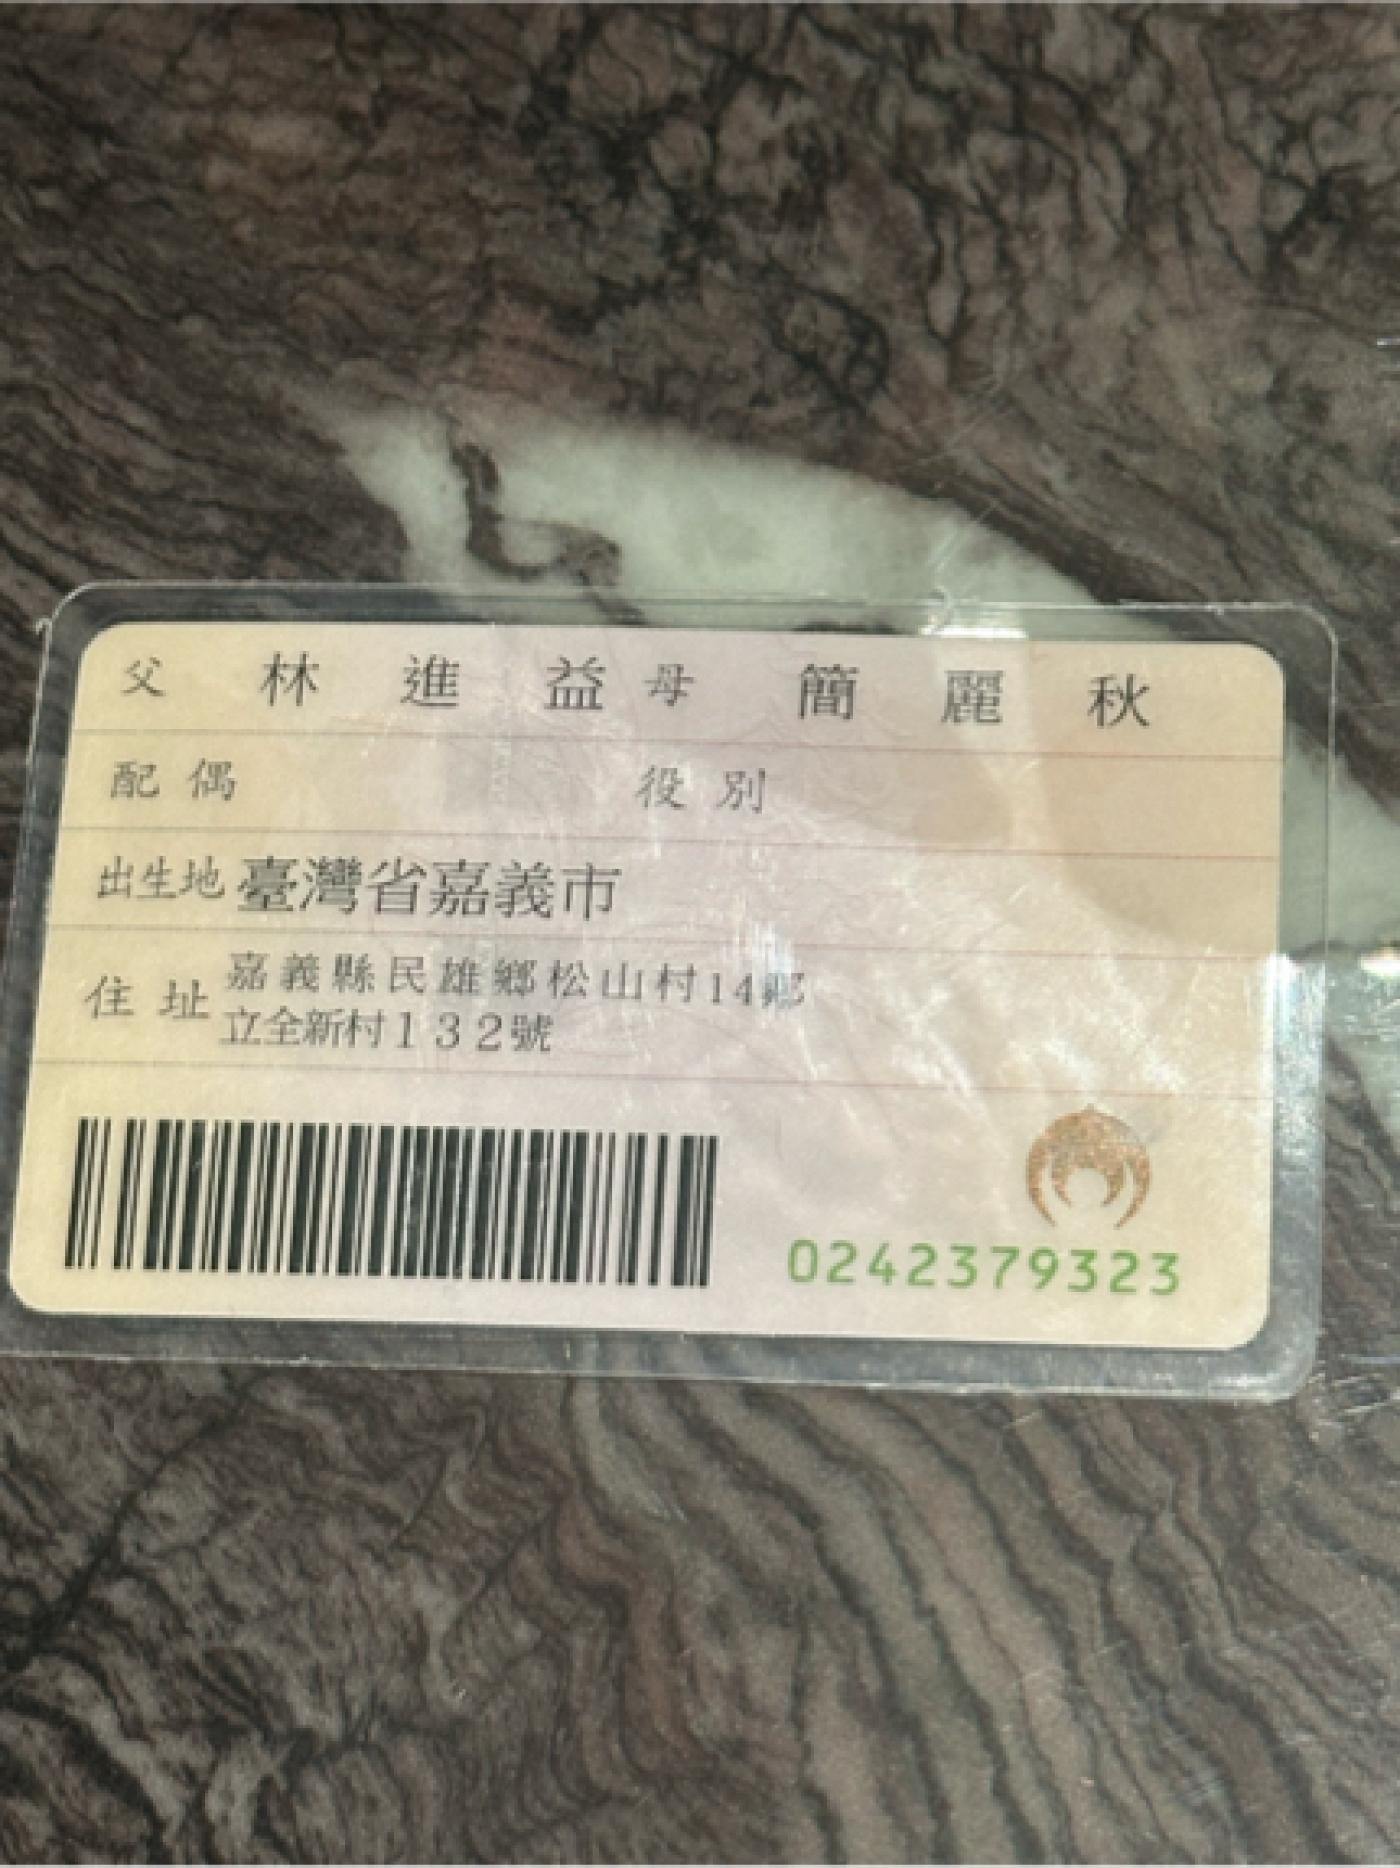 父 林進益 母 簡麗秋
配偶 役別
出生地 臺灣省嘉義市
住址 嘉義縣民雄鄉松山村14鄰
立全新村132號
0242379323